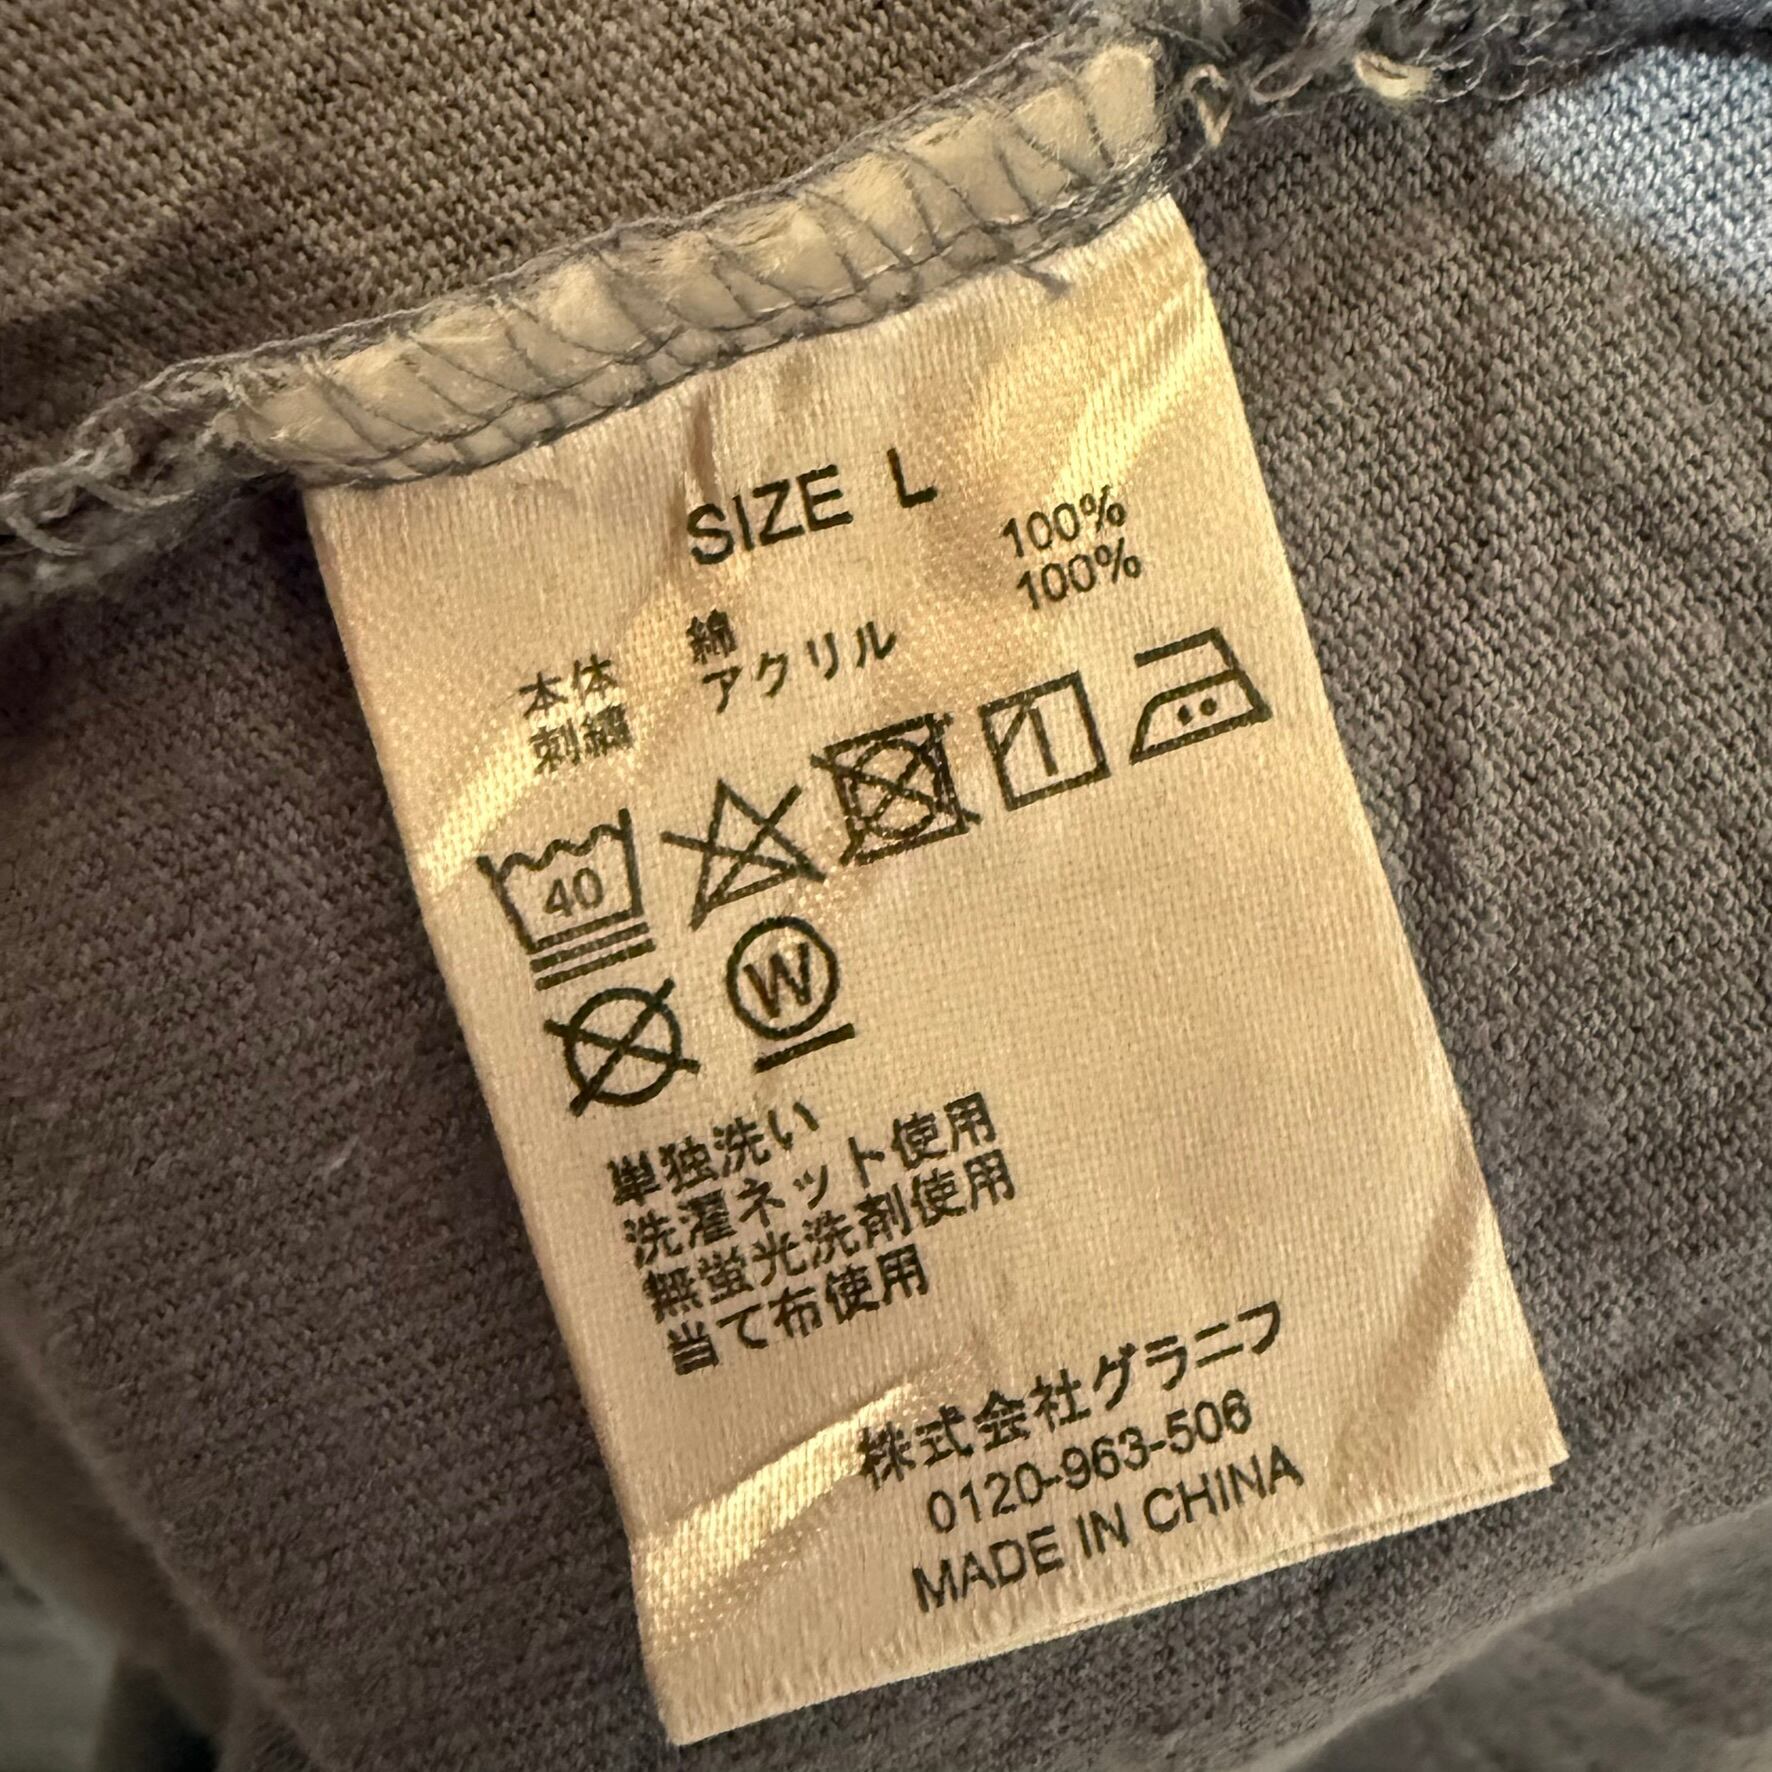 SIZE L
本体 綿 100%
刺繍 アクリル 100%
40
W
単独洗い
洗濯ネット使用
無蛍光洗剤使用
当て布使用
株式会社グラニフ
0120-963-506
MADE IN CHINA